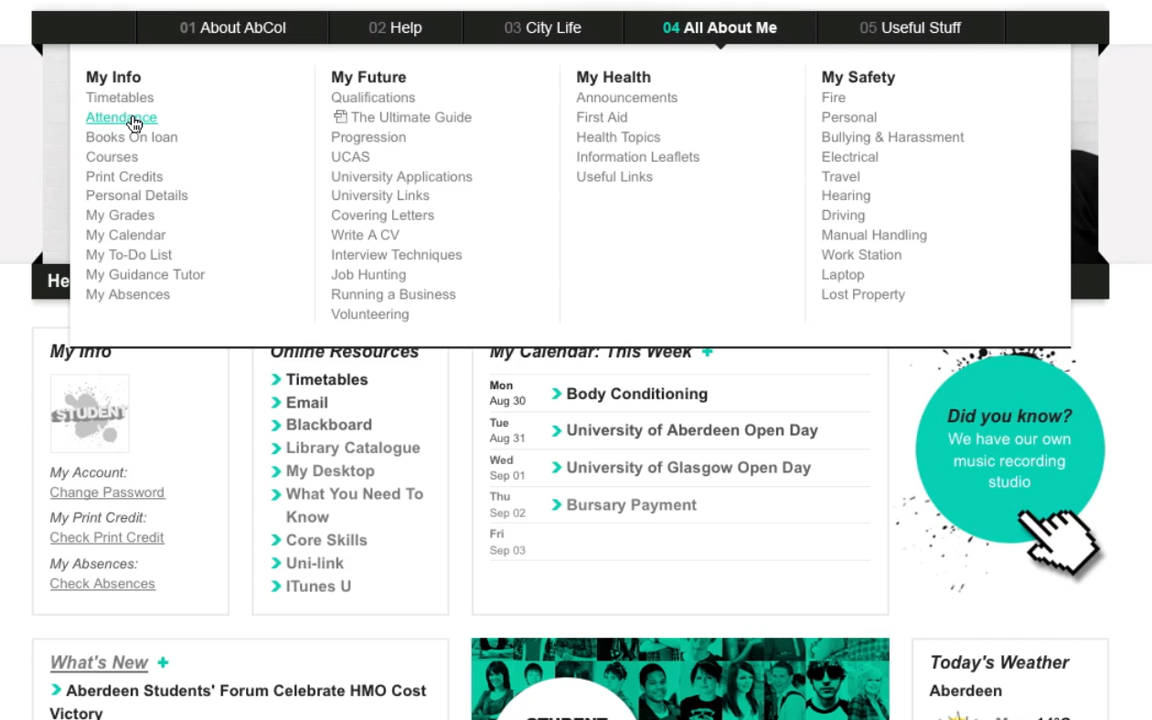 01 About AbCol
02 Help
03 City Life
04 All About Me
05 Useful Stuff
My Info
Timetables
Attendance
Books On loan
Courses
Print Credits
Personal Details
My Grades
My Calendar
My To-Do List
My Guidance Tutor
My Absences
My Future
Qualifications
The Ultimate Guide
Progression
UCAS
University Applications
University Links
Covering Letters
Write A CV
Interview Techniques
Job Hunting
Running a Business
Volunteering
My Health
Announcements
First Aid
Health Topics
Information Leaflets
Useful Links
My Safety
Fire
Personal
Bullying & Harassment
Electrical
Travel
Hearing
Driving
Manual Handling
Work Station
Laptop
Lost Property
He
My Info
STUDENT
My Account:
Change Password
My Print Credit:
Check Print Credit
My Absences:
Check Absences
Online Resources
Timetables
Email
Blackboard
Library Catalogue
My Desktop
What You Need To
Know
Core Skills
Uni-link
ITunes U
My Calendar: This Week +
Mon
Aug 30
Body Conditioning
Tue
Aug 31
University of Aberdeen Open Day
Wed
Sep 01
University of Glasgow Open Day
Thu
Sep 02
Bursary Payment
Fri
Sep 03
Did you know?
We have our own
music recording
studio
What's New +
Aberdeen Students' Forum Celebrate HMO Cost
Victory
STUDENT
Today's Weather
Aberdeen